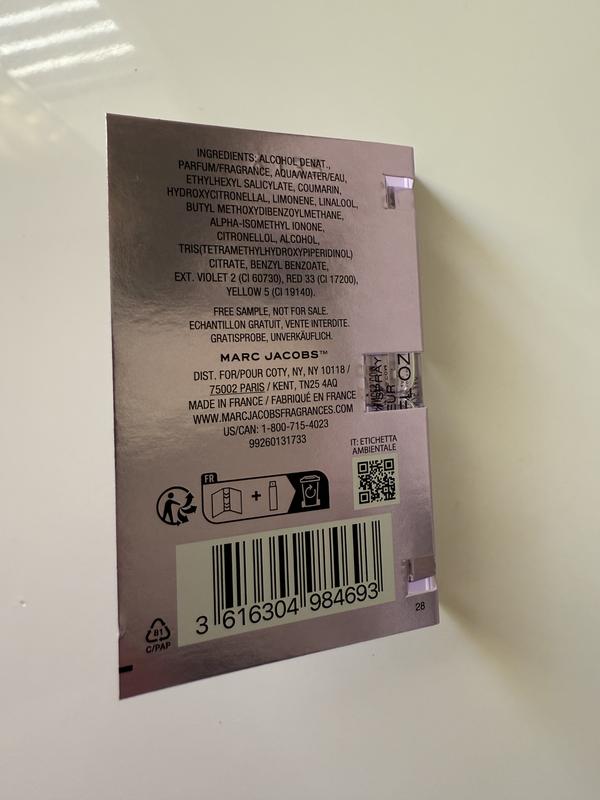 INGREDIENTS: ALCOHOL DENAT.,
PARFUM/FRAGRANCE, AQUA/WATER/EAU,
ETHYLHEXYL SALICYLATE, COUMARIN,
HYDROXYCITRONELLAL, LIMONENE, LINALOOL,
BUTYL METHOXYDIBENZOYLMETHANE,
ALPHA-ISOMETHYL IONONE,
CITRONELLOL, ALCOHOL,
TRIS(TETRAMETHYLHYDROXYPIPERIDINOL)
CITRATE, BENZYL BENZOATE,
EXT. VIOLET 2 (CI 60730), RED 33 (CI 17200),
YELLOW 5 (CI 19140).
FREE SAMPLE, NOT FOR SALE.
ECHANTILLON GRATUIT, VENTE INTERDITE.
GRATISPROBE, UNVERKÄUFLICH.
MARC JACOBS™
DIST. FOR/POUR COTY, NY, NY 10118 /
75002 PARIS / KENT, TN25 4AQ
MADE IN FRANCE / FABRIQUÉ EN FRANCE
WWW.MARCJACOBSFRAGRANCES.COM
US/CAN: 1-800-715-4023
99260131733
IT: ETICHETTA
AMBIENTALE
FR
+
3 616304 984693
28
81
C/PAP
SPRAY
EUR
FL. OZ